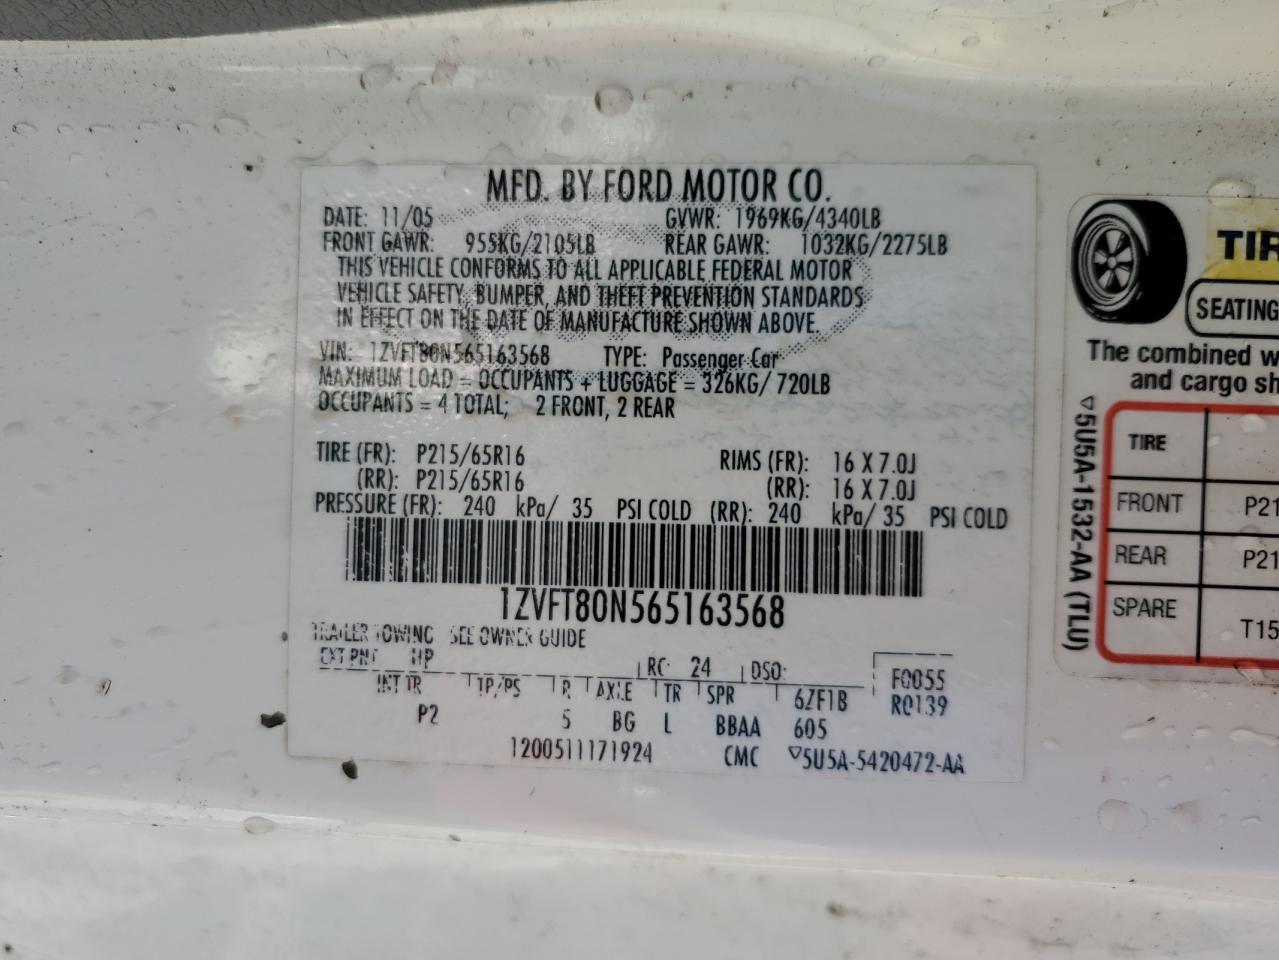 MFD. BY FORD MOTOR CO.
DATE: 11/05 GVWR: 1969KG/4340LB
FRONT GAWR: 955KG/2105LB REAR GAWR: 1032KG/2275LB
THIS VEHICLE CONFORMS TO ALL APPLICABLE FEDERAL MOTOR
VEHICLE SAFETY, BUMPER, AND THEFT PREVENTION STANDARDS
IN EFFECT ON THE DATE OF MANUFACTURE SHOWN ABOVE.
VIN: 1ZVFT80N565163568 TYPE: Passenger Car
MAXIMUM LOAD = OCCUPANTS + LUGGAGE = 326KG/ 720LB
OCCUPANTS = 4 TOTAL; 2 FRONT, 2 REAR
TIRE (FR): P215/65R16 RIMS (FR): 16 X 7.0J
(RR): P215/65R16 (RR): 16 X 7.0J
PRESSURE (FR): 240 kPa/ 35 PSI COLD (RR): 240 kPa/ 35 PSI COLD
1ZVFT80N565163568
TRAILER TOWING SEE OWNER GUIDE
EXT PNT HP RC: 24 DSO: F0055
INT TR TP/PS R AXLE TR SPR 6ZF1B R0139
P2 5 BG L BBAA 605
1200511171924 CMC ▽5U5A-5420472-AA
TIR
SEATING
The combined w
and cargo sh
▽5U5A-1532-AA (TLU)
TIRE
FRONT P21
REAR P21
SPARE T15